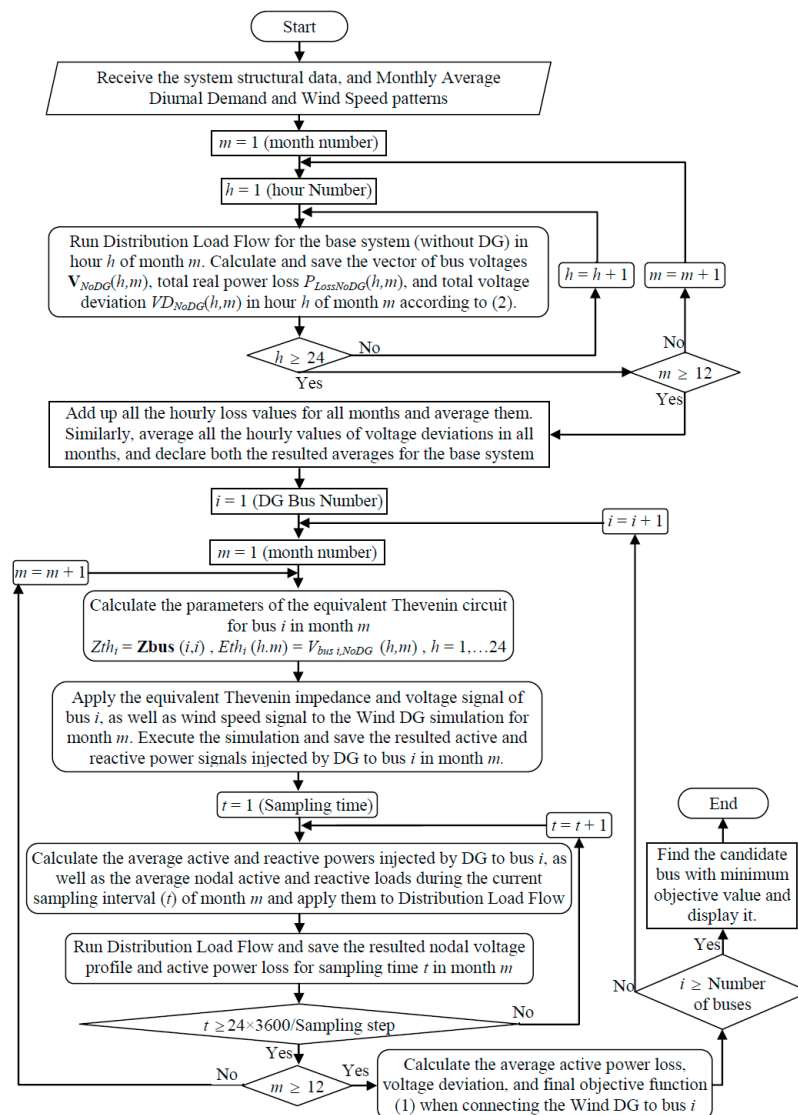 Start
Receive the system structural data, and Monthly Average
Diurnal Demand and Wind Speed patterns
m = 1 (month number)
h = 1 (hour Number)
Run Distribution Load Flow for the base system (without DG) in
hour h of month m. Calculate and save the vector of bus voltages
V_NoDG(h,m), total real power loss P_LossNoDG(h,m), and total voltage
deviation VD_NoDG(h,m) in hour h of month m according to (2).
h = h + 1
m = m + 1
h ≥ 24
No
Yes
No
m ≥ 12
Yes
Add up all the hourly loss values for all months and average them.
Similarly, average all the hourly values of voltage deviations in all
months, and declare both the resulted averages for the base system
i = 1 (DG Bus Number)
i = i + 1
m = 1 (month number)
m = m + 1
Calculate the parameters of the equivalent Thevenin circuit
for bus i in month m
Zth_i = Zbus (i,i) , Eth_i (h.m) = V_bus i,NoDG (h,m) , h = 1,…24
Apply the equivalent Thevenin impedance and voltage signal of
bus i, as well as wind speed signal to the Wind DG simulation for
month m. Execute the simulation and save the resulted active and
reactive power signals injected by DG to bus i in month m.
t = 1 (Sampling time)
t = t + 1
Calculate the average active and reactive powers injected by DG to bus i, as
well as the average nodal active and reactive loads during the current
sampling interval (t) of month m and apply them to Distribution Load Flow
Run Distribution Load Flow and save the resulted nodal voltage
profile and active power loss for sampling time t in month m
t ≥ 24×3600/Sampling step
No
Yes
m ≥ 12
No
Yes
Calculate the average active power loss,
voltage deviation, and final objective function
(1) when connecting the Wind DG to bus i
i ≥ Number
of buses
No
Yes
Find the candidate
bus with minimum
objective value and
display it.
End